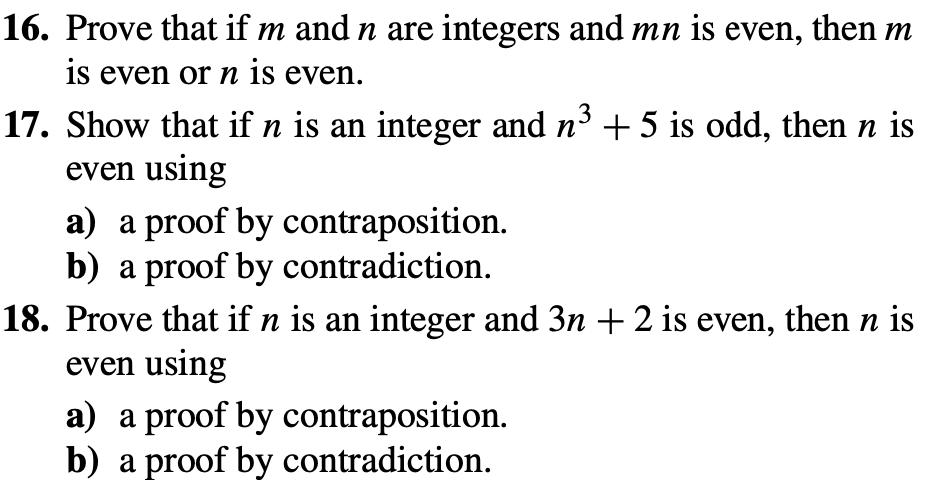 16. Prove that if m and n are integers and mn is even, then m
is even or n is even.
17. Show that if n is an integer and n³ + 5 is odd, then n is
even using
a) a proof by contraposition.
b) a proof by contradiction.
18. Prove that if n is an integer and 3n + 2 is even, then n is
even using
a) a proof by contraposition.
b) a proof by contradiction.